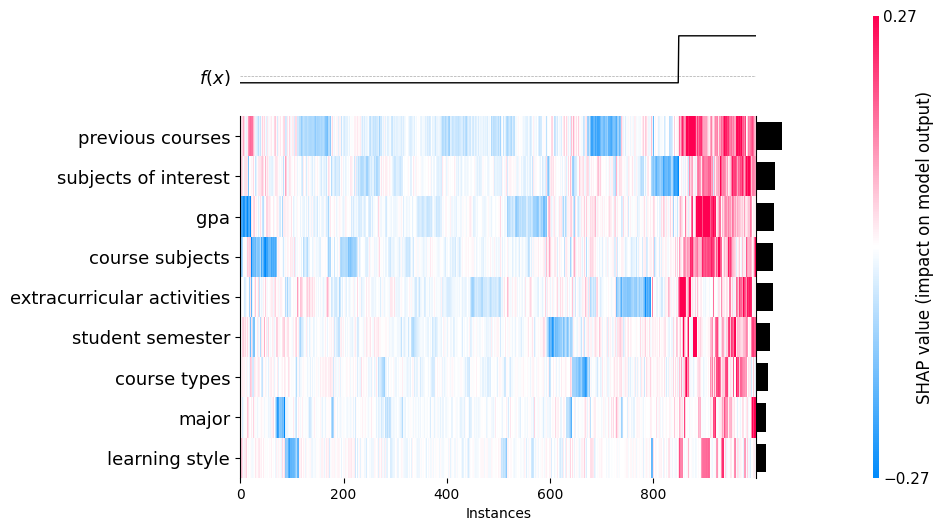 0.27
f(x)
previous courses
subjects of interest
gpa
course subjects
extracurricular activities
student semester
course types
major
learning style
0 200 400 600 800
Instances
SHAP value (impact on model output)
−0.27